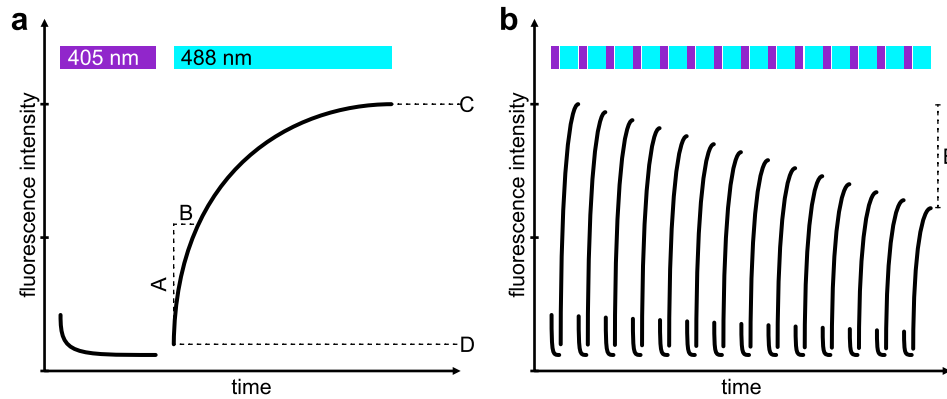 a
405 nm
488 nm
fluorescence intensity
A
B
C
D
time
b
fluorescence intensity
time